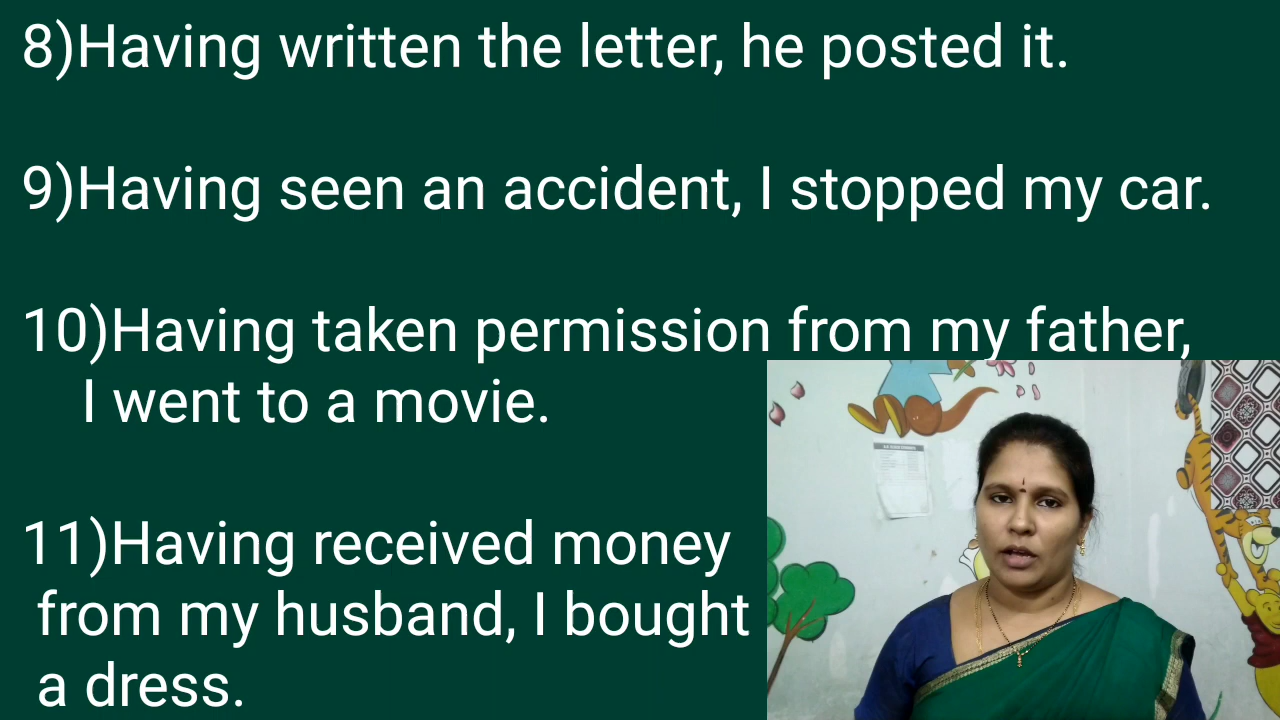 8)Having written the letter, he posted it.
9)Having seen an accident, I stopped my car.
10)Having taken permission from my father,
I went to a movie.
11)Having received money
from my husband, I bought
a dress.